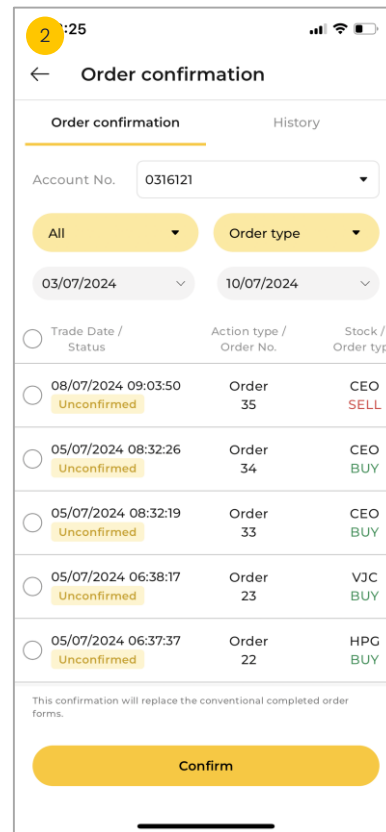 2 :25
Order confirmation
Order confirmation History
Account No. 0316121
All Order type
03/07/2024 10/07/2024
Trade Date / Action type / Stock /
Status Order No. Order typ
08/07/2024 09:03:50 Order CEO
Unconfirmed 35 SELL
05/07/2024 08:32:26 Order CEO
Unconfirmed 34 BUY
05/07/2024 08:32:19 Order CEO
Unconfirmed 33 BUY
05/07/2024 06:38:17 Order VJC
Unconfirmed 23 BUY
05/07/2024 06:37:37 Order HPG
Unconfirmed 22 BUY
This confirmation will replace the conventional completed order
forms.
Confirm